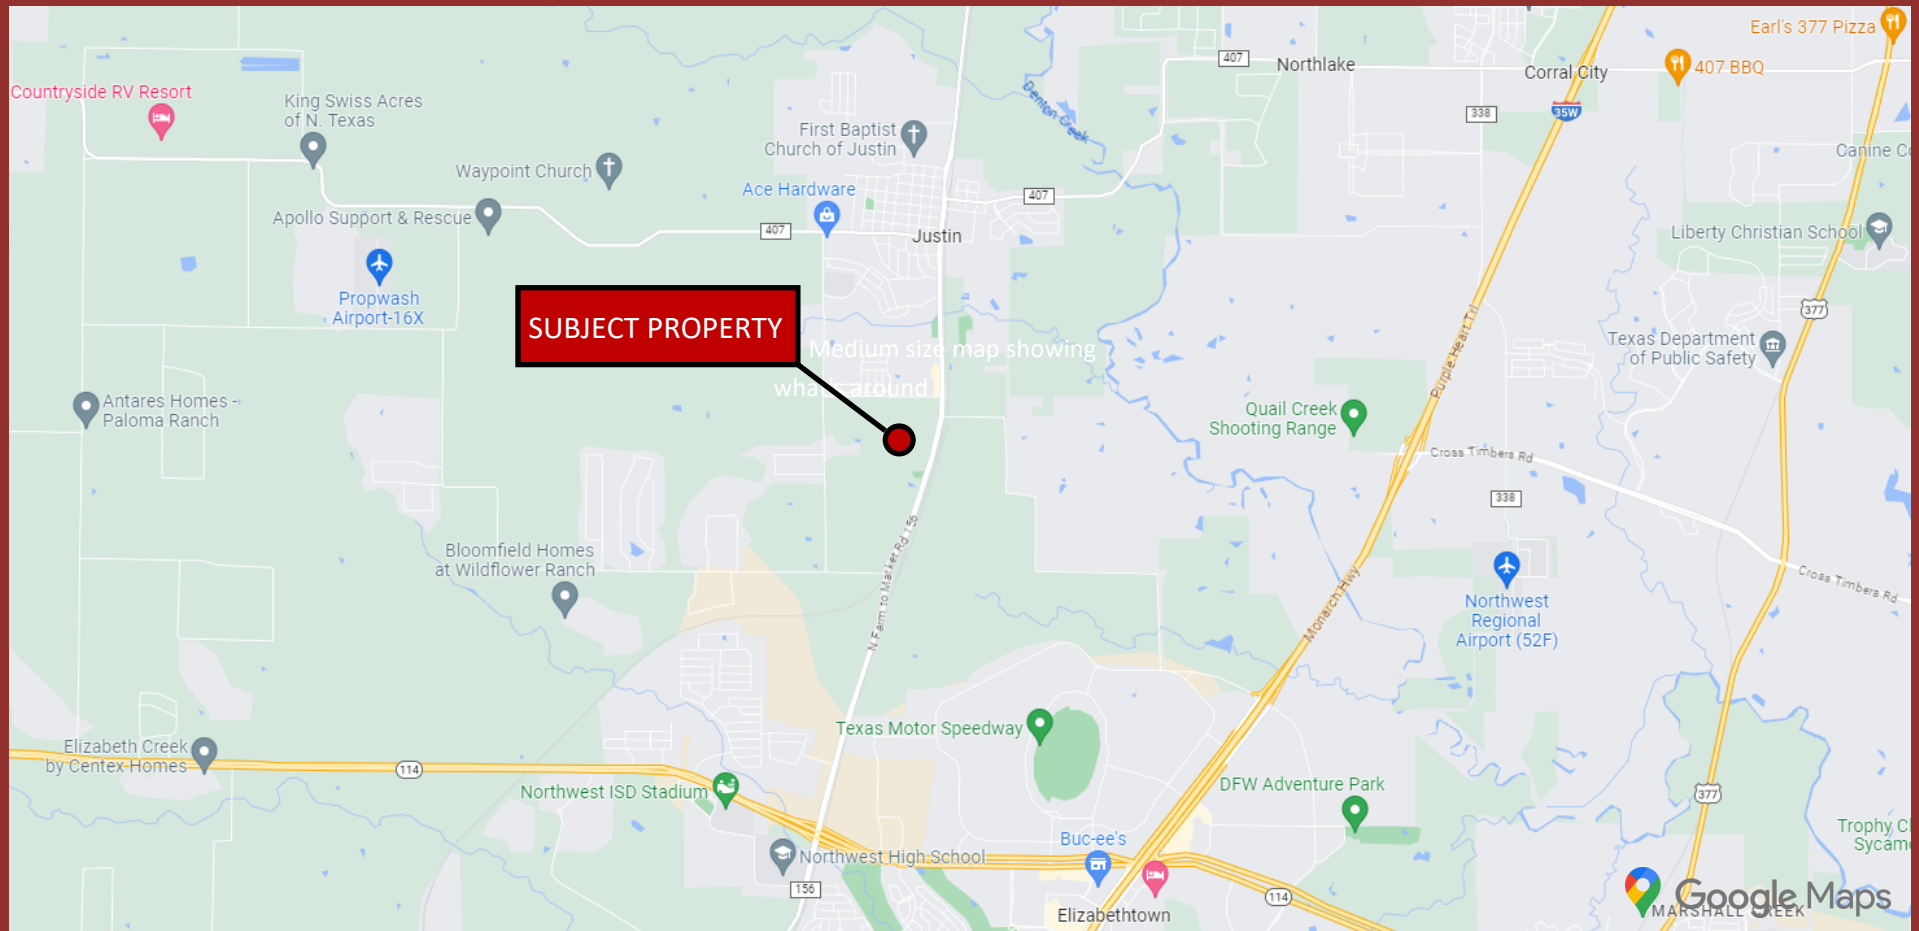 Earl's 377 Pizza
407
Northlake
Corral City
407 BBQ
Countryside RV Resort
King Swiss Acres
of N. Texas
Denton Creek
338
35W
First Baptist
Church of Justin
Canine Co
Waypoint Church
Ace Hardware
407
Apollo Support & Rescue
407
Justin
Liberty Christian School
Propwash
Airport-16X
377
SUBJECT PROPERTY
Medium size map showing
what's around
Purple Heart Trl
Texas Department
of Public Safety
Antares Homes -
Paloma Ranch
Quail Creek
Shooting Range
Cross Timbers Rd
338
N Farm to Market Rd 156
Bloomfield Homes
at Wildflower Ranch
Monarch Hwy
Cross Timbers Rd
Northwest
Regional
Airport (52F)
Texas Motor Speedway
Elizabeth Creek
by Centex Homes
114
Northwest ISD Stadium
DFW Adventure Park
377
Buc-ee's
Trophy Cl
Sycam
Northwest High School
156
114
Elizabethtown
Google Maps
MARSHALL CREEK